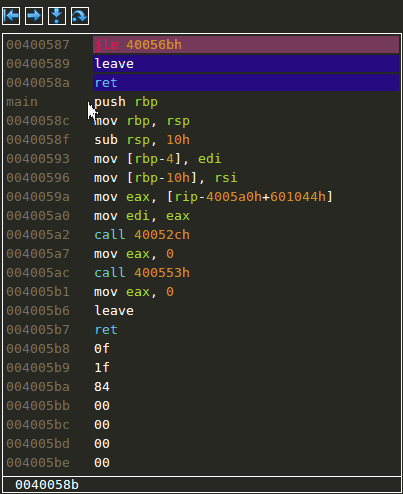 00400587 jle 40056bh
00400589 leave
0040058a ret
main push rbp
0040058c mov rbp, rsp
0040058f sub rsp, 10h
00400593 mov [rbp-4], edi
00400596 mov [rbp-10h], rsi
0040059a mov eax, [rip-4005a0h+601044h]
004005a0 mov edi, eax
004005a2 call 40052ch
004005a7 mov eax, 0
004005ac call 400553h
004005b1 mov eax, 0
004005b6 leave
004005b7 ret
004005b8 0f
004005b9 1f
004005ba 84
004005bb 00
004005bc 00
004005bd 00
004005be 00
0040058b